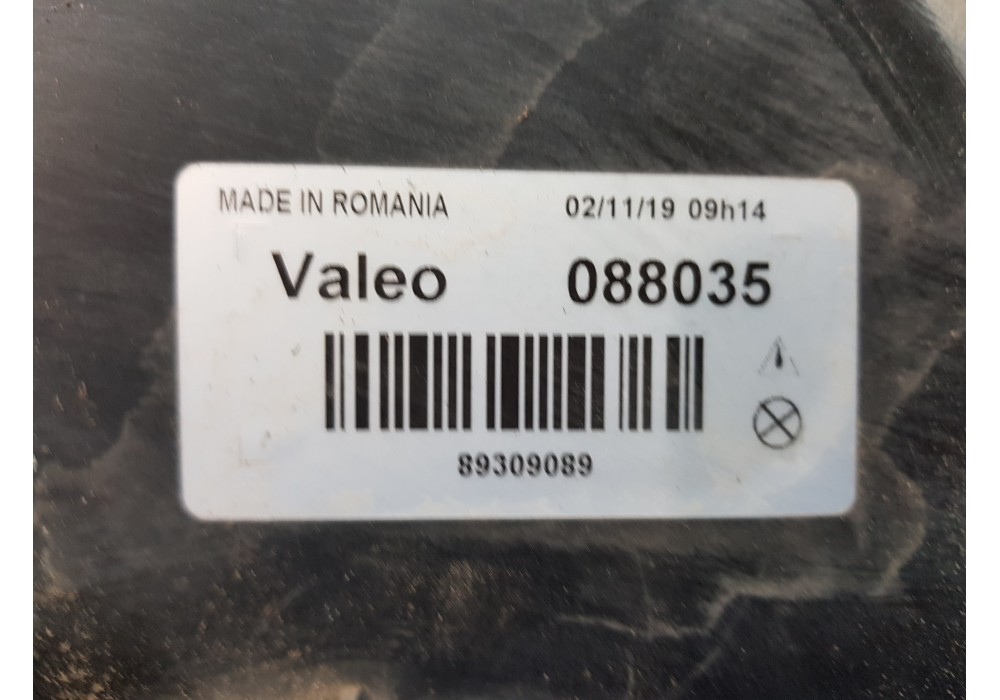 MADE IN ROMANIA 02/11/19 09h14
Valeo 088035
89309089